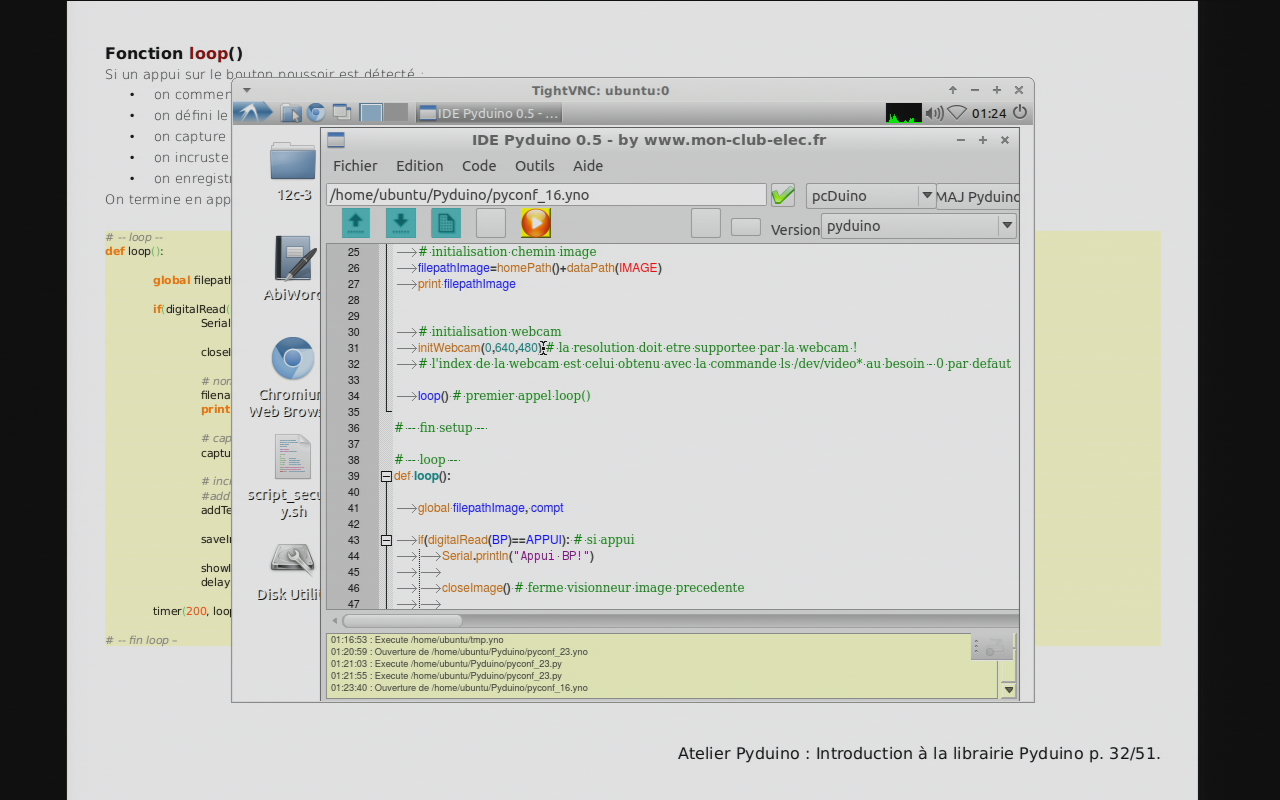 Fonction loop()
Si un appui sur le bouton poussoir est détecté :
• on commen
• on défini le
• on capture
• on incruste
• on enregist
On termine en app
# -- loop --
def loop():
global filepath
if(digitalRead(
Serial
closeI
# non
filena
print
# cap
captu
# inc
#add
addTe
saveI
showI
delay
timer(200, loop
# -- fin loop –
TightVNC: ubuntu:0
IDE Pyduino 0.5 - ...
01:24
12c-3
AbiWord
Chromium
Web Brows
script_secu
y.sh
Disk Utili
IDE Pyduino 0.5 - by www.mon-club-elec.fr
Fichier Edition Code Outils Aide
/home/ubuntu/Pyduino/pyconf_16.yno
pcDuino
MAJ Pyduino
Version
pyduino
25 # initialisation chemin image
26 filepathImage=homePath()+dataPath(IMAGE)
27 print filepathImage
28
29
30 # initialisation webcam
31 initWebcam(0,640,480) # la resolution doit etre supportee par la webcam !
32 # l'index de la webcam est celui obtenu avec la commande ls /dev/video* au besoin - 0 par defaut
33
34 loop() # premier appel loop()
35
36 # -- fin setup --
37
38 # -- loop --
39 def loop():
40
41 global filepathImage, compt
42
43 if(digitalRead(BP)==APPUI): # si appui
44 Serial.println("Appui BP!")
45
46 closeImage() # ferme visionneur image precedente
47
01:16:53 : Execute /home/ubuntu/tmp.yno
01:20:59 : Ouverture de /home/ubuntu/Pyduino/pyconf_23.yno
01:21:03 : Execute /home/ubuntu/Pyduino/pyconf_23.py
01:21:55 : Execute /home/ubuntu/Pyduino/pyconf_23.py
01:23:40 : Ouverture de /home/ubuntu/Pyduino/pyconf_16.yno
Atelier Pyduino : Introduction à la librairie Pyduino p. 32/51.